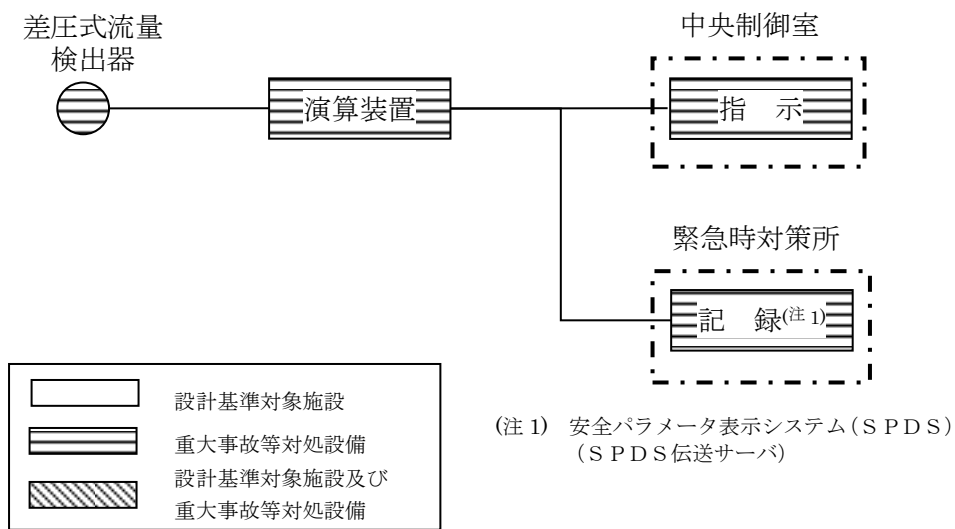 差圧式流量
検出器
演算装置
中央制御室
指　示
緊急時対策所
記　録(注 1)
設計基準対象施設
重大事故等対処設備
設計基準対象施設及び
重大事故等対処設備
(注 1)　安全パラメータ表示システム(ＳＰＤＳ)
(ＳＰＤＳ伝送サーバ)